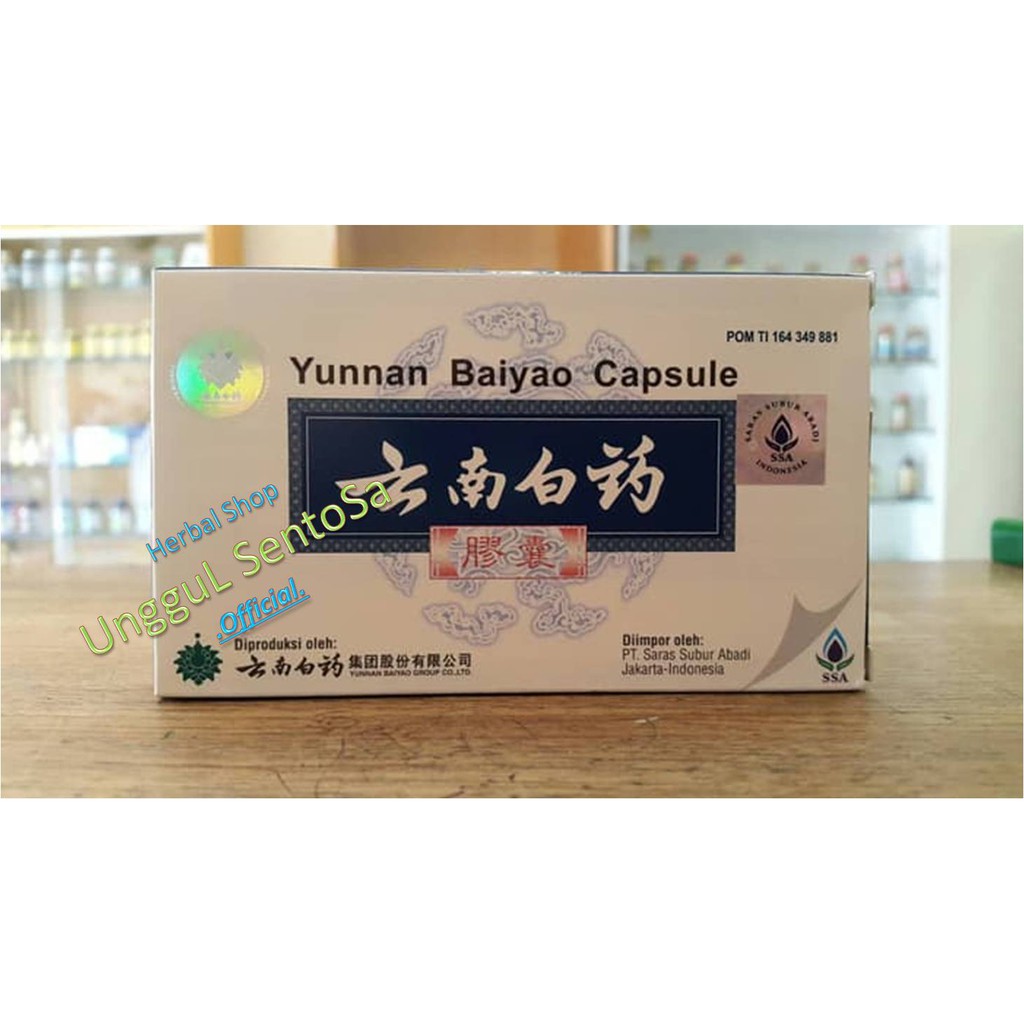 POM TI 164 349 881
Yunnan Baiyao Capsule
SARAS SUBUR ABADI
SSA
INDONESIA
云南白药
膠囊
Herbal Shop
UngguL SentoSa
.Official.
Diproduksi oleh:
云南白药 集团股份有限公司
YUNNAN BAIYAO GROUP CO.,LTD.
Diimpor oleh:
PT. Saras Subur Abadi
Jakarta-Indonesia
SSA